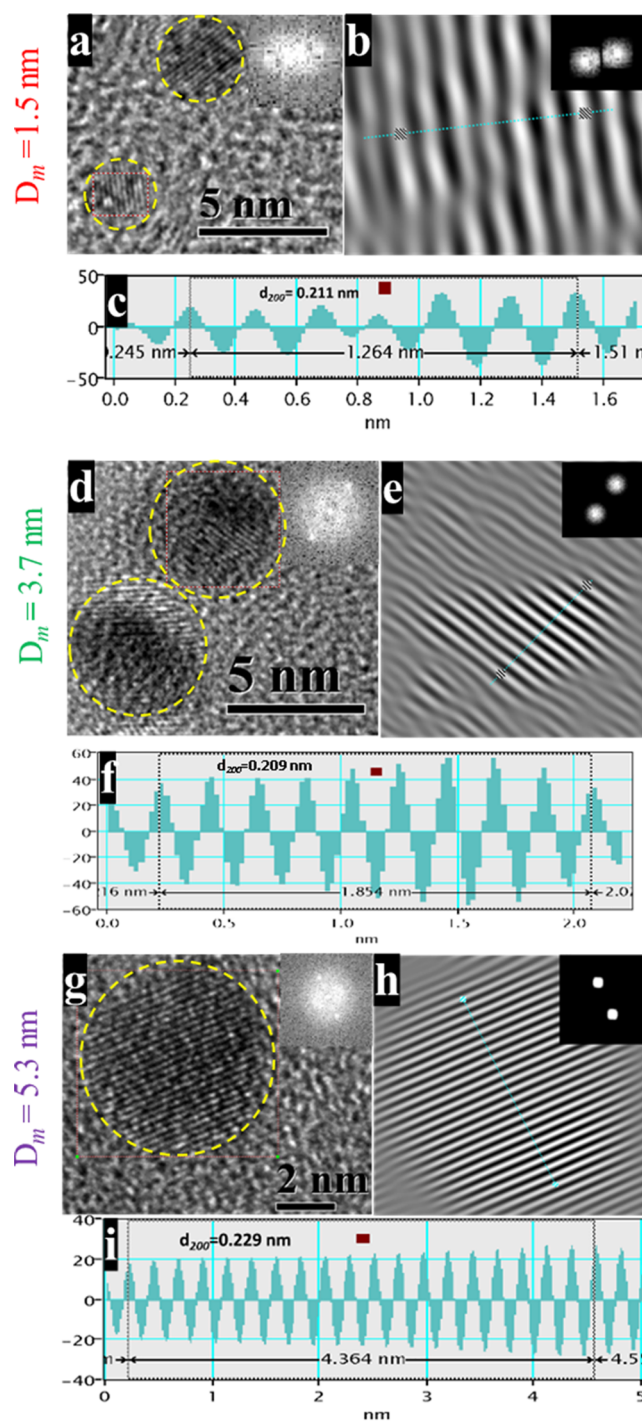 D_m = 1.5 nm
a
5 nm
b
c
d200= 0.211 nm
50
0
-50
0.245 nm
1.264 nm
1.51 n
0.0 0.2 0.4 0.6 0.8 1.0 1.2 1.4 1.6
nm
D_m = 3.7 nm
d
5 nm
e
f
d200=0.209 nm
60
40
20
0
-20
-40
-60
16 nm
1.854 nm
2.0
0.0 0.5 1.0 1.5 2.0
nm
D_m = 5.3 nm
g
2 nm
h
i
d200=0.229 nm
40
20
0
-20
-40
m
4.364 nm
4.5
0 1 2 3 4 5
nm